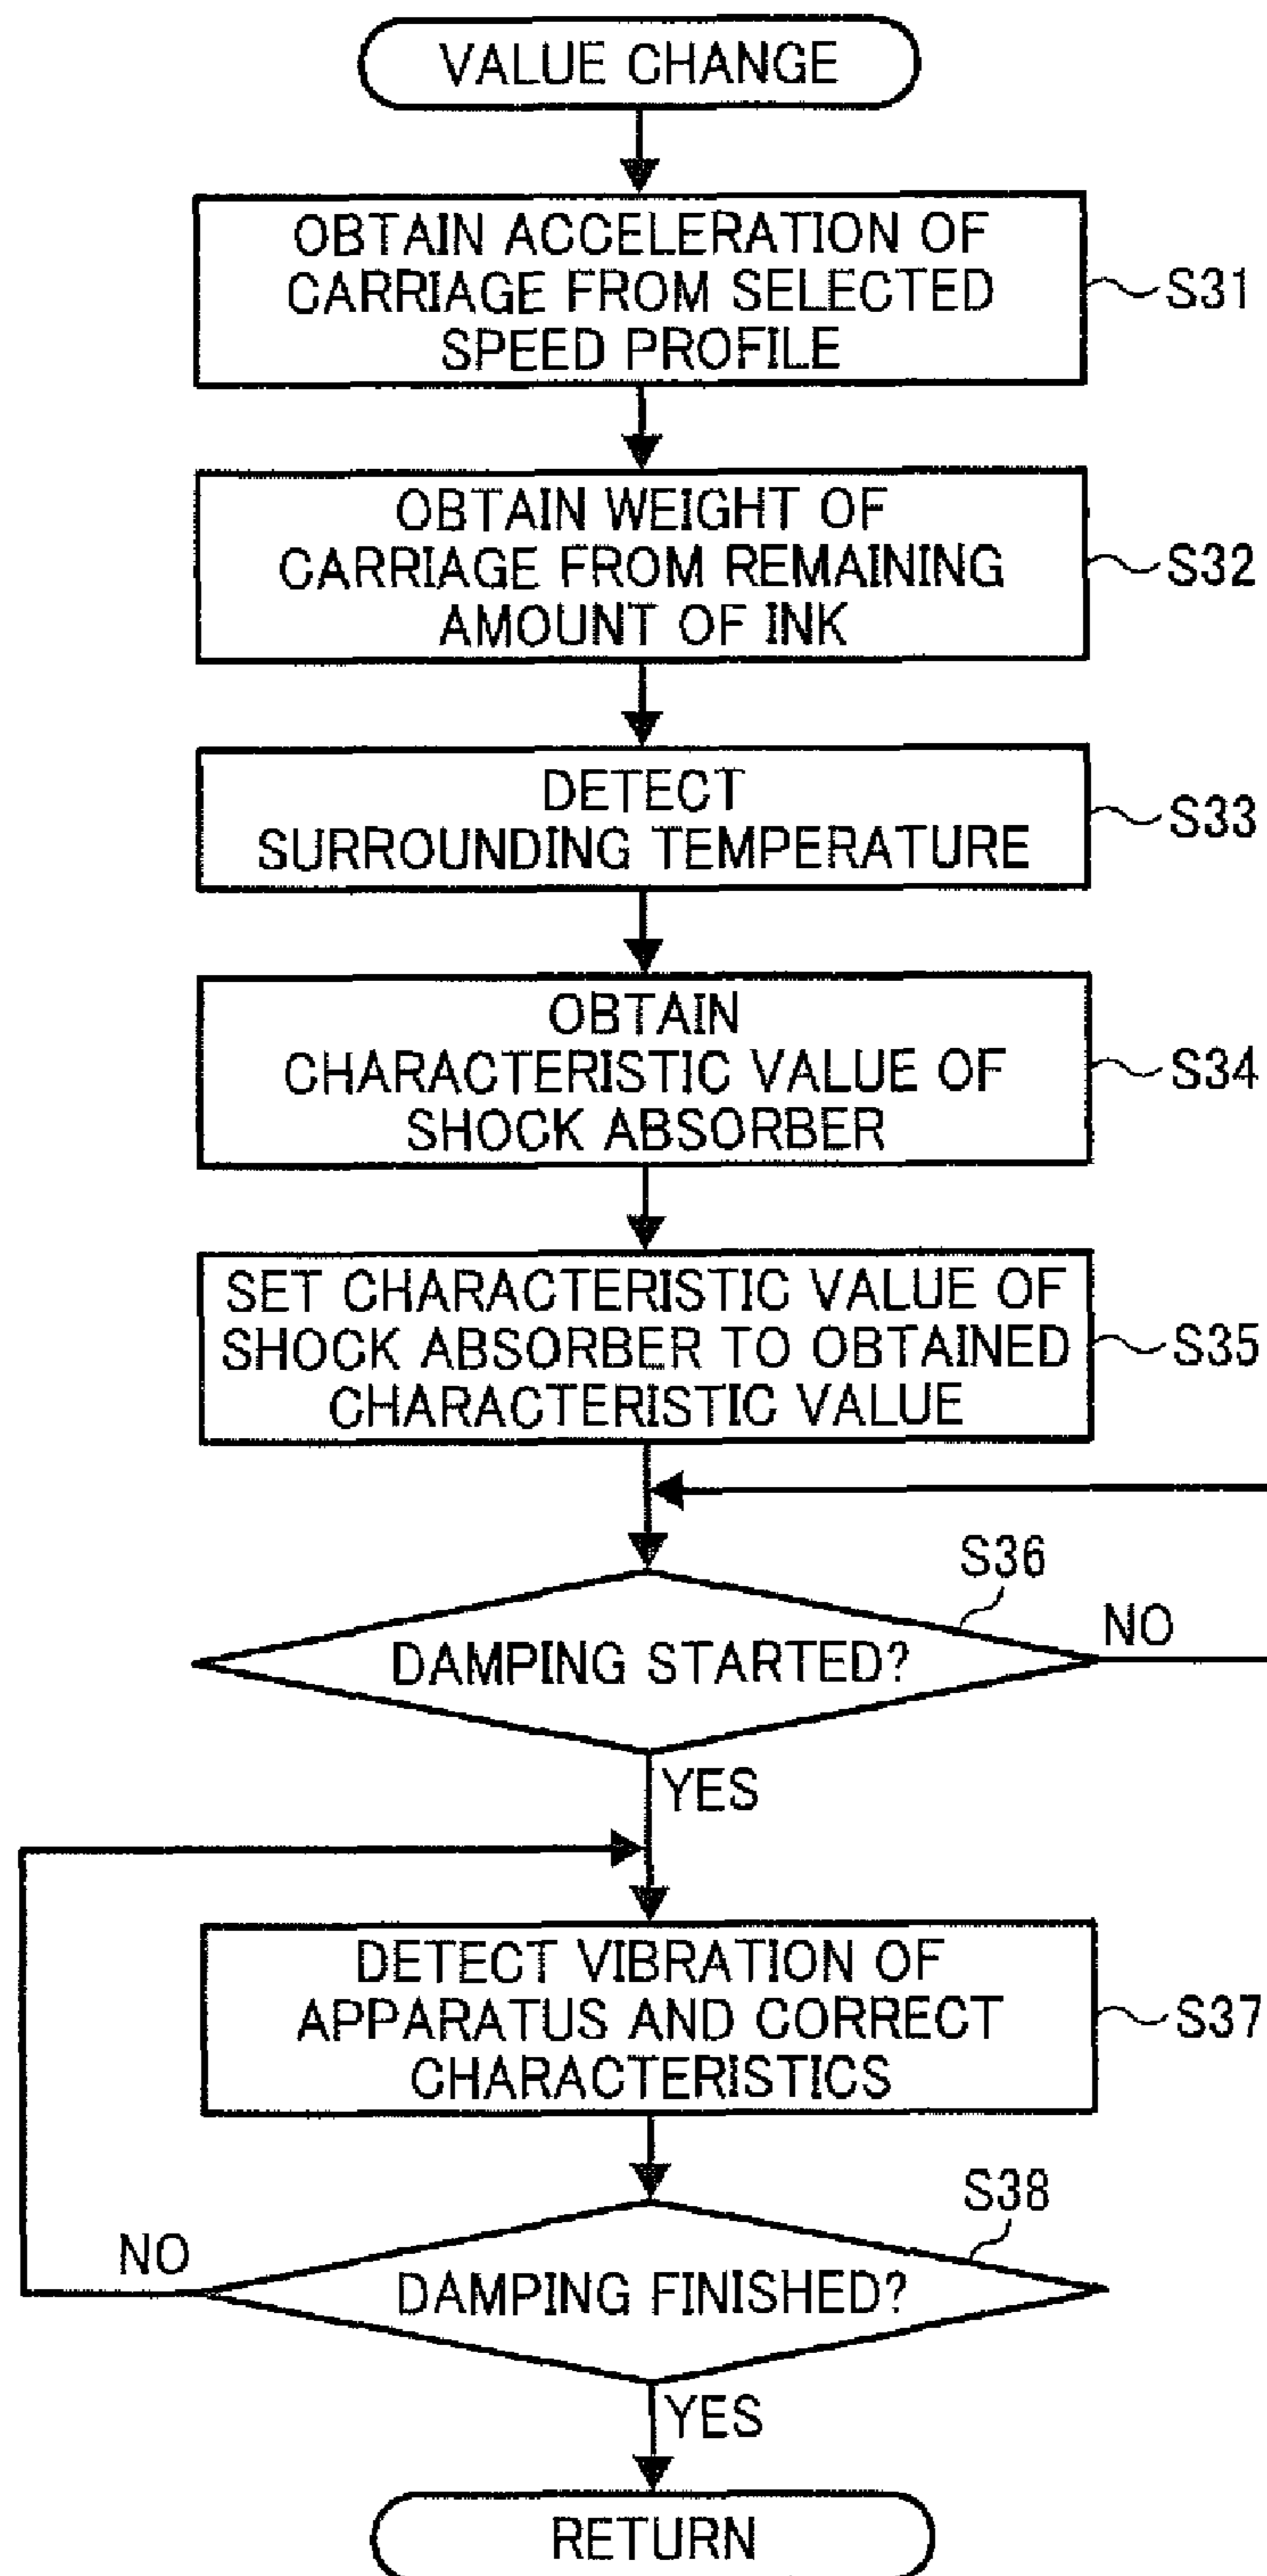 VALUE CHANGE
OBTAIN ACCELERATION OF
CARRIAGE FROM SELECTED
SPEED PROFILE
S31
OBTAIN WEIGHT OF
CARRIAGE FROM REMAINING
AMOUNT OF INK
S32
DETECT
SURROUNDING TEMPERATURE
S33
OBTAIN
CHARACTERISTIC VALUE OF
SHOCK ABSORBER
S34
SET CHARACTERISTIC VALUE OF
SHOCK ABSORBER TO OBTAINED
CHARACTERISTIC VALUE
S35
S36
DAMPING STARTED?
NO
YES
DETECT VIBRATION OF
APPARATUS AND CORRECT
CHARACTERISTICS
S37
S38
NO
DAMPING FINISHED?
YES
RETURN